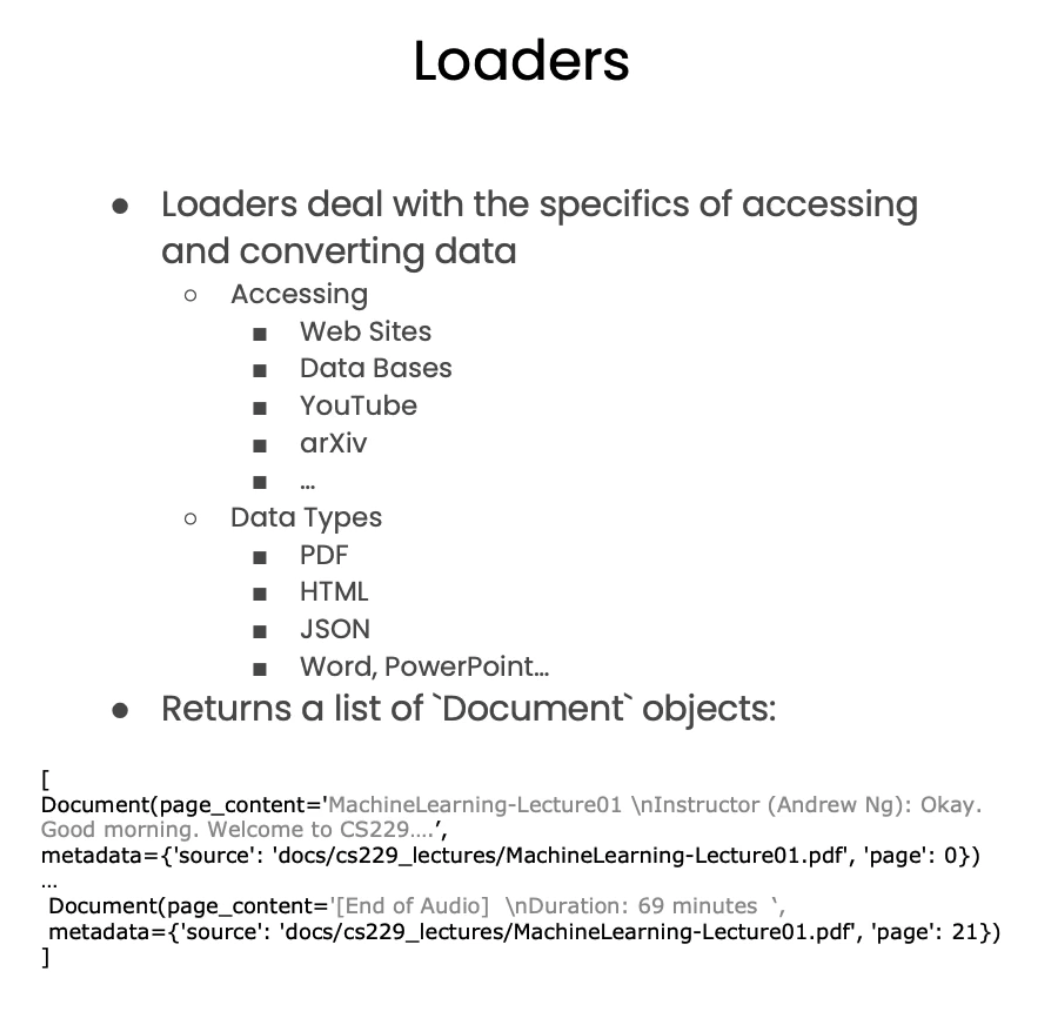 Loaders
● Loaders deal with the specifics of accessing
and converting data
○ Accessing
■ Web Sites
■ Data Bases
■ YouTube
■ arXiv
■ …
○ Data Types
■ PDF
■ HTML
■ JSON
■ Word, PowerPoint…
● Returns a list of `Document` objects:
[
Document(page_content='MachineLearning-Lecture01 \nInstructor (Andrew Ng): Okay.
Good morning. Welcome to CS229....’,
metadata={'source': 'docs/cs229_lectures/MachineLearning-Lecture01.pdf', 'page': 0})
…
Document(page_content='[End of Audio]  \nDuration: 69 minutes  ‘,
metadata={'source': 'docs/cs229_lectures/MachineLearning-Lecture01.pdf', 'page': 21})
]